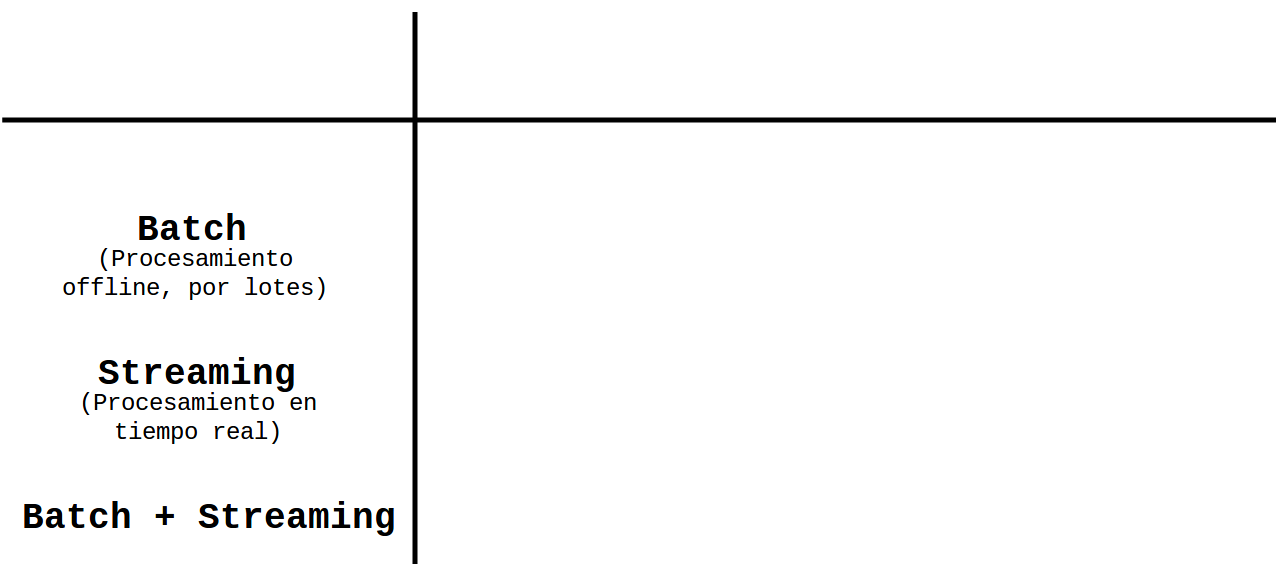 Batch
(Procesamiento
offline, por lotes)
Streaming
(Procesamiento en
tiempo real)
Batch + Streaming